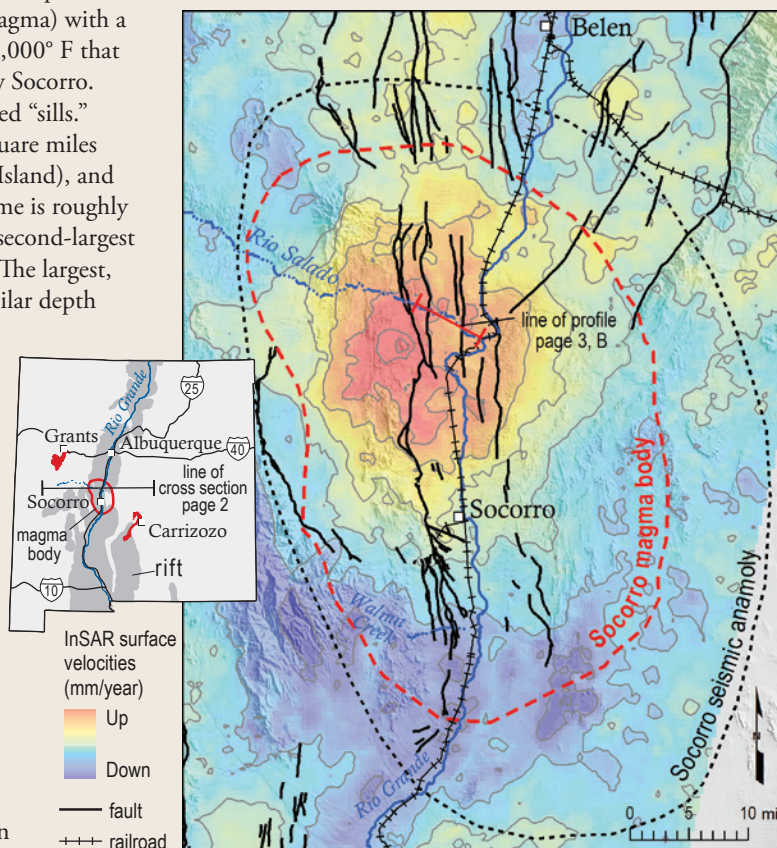 agma) with a
,000° F that
y Socorro.
ed “sills.”
uare miles
Island), and
me is roughly
second-largest
The largest,
ilar depth
Belen
Rio Salado
line of profile
page 3, B
Socorro
Socorro magma body
Walnut
Creek
Rio Grande
Socorro seismic anamoly
0 5 10 mi
25
Rio Grande
Grants
Albuquerque
40
line of
cross section
page 2
Socorro
magma
body
Carrizozo
rift
10
InSAR surface
velocities
(mm/year)
Up
Down
fault
railroad
n